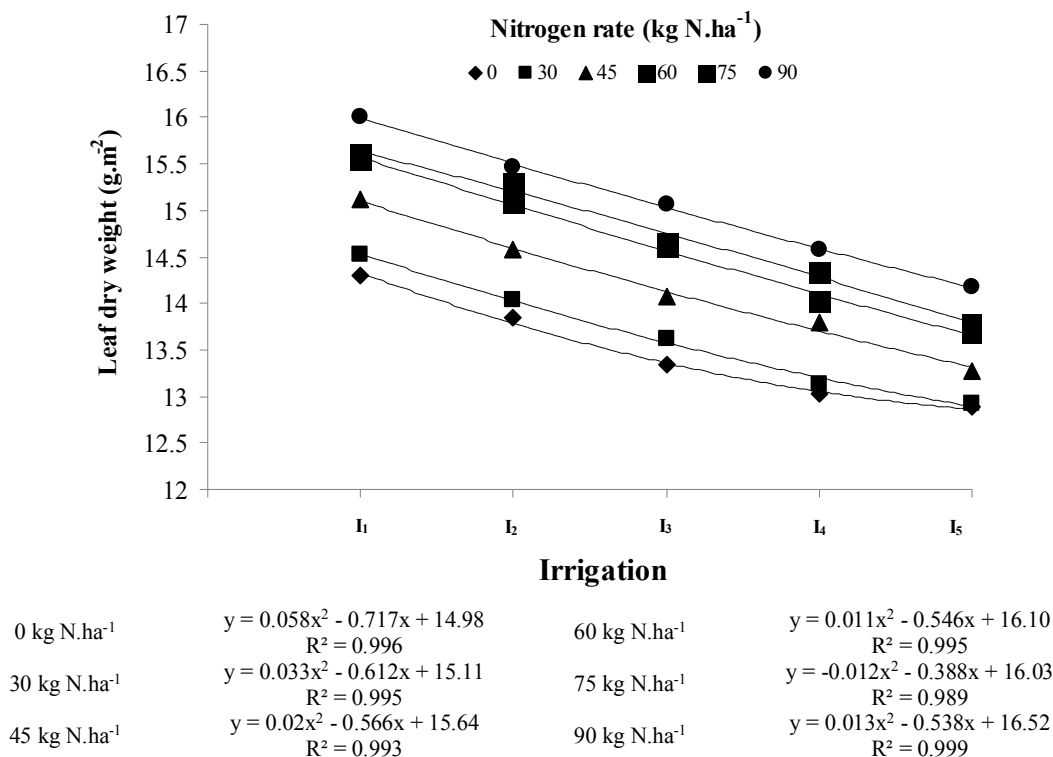 Nitrogen rate (kg N.ha⁻¹)
0 30 45 60 75 90
Leaf dry weight (g.m⁻²)
17
16.5
16
15.5
15
14.5
14
13.5
13
12.5
12
I₁ I₂ I₃ I₄ I₅
Irrigation
0 kg N.ha⁻¹ y = 0.058x² - 0.717x + 14.98 60 kg N.ha⁻¹ y = 0.011x² - 0.546x + 16.10
R² = 0.996 R² = 0.995
30 kg N.ha⁻¹ y = 0.033x² - 0.612x + 15.11 75 kg N.ha⁻¹ y = -0.012x² - 0.388x + 16.03
R² = 0.995 R² = 0.989
45 kg N.ha⁻¹ y = 0.02x² - 0.566x + 15.64 90 kg N.ha⁻¹ y = 0.013x² - 0.538x + 16.52
R² = 0.993 R² = 0.999